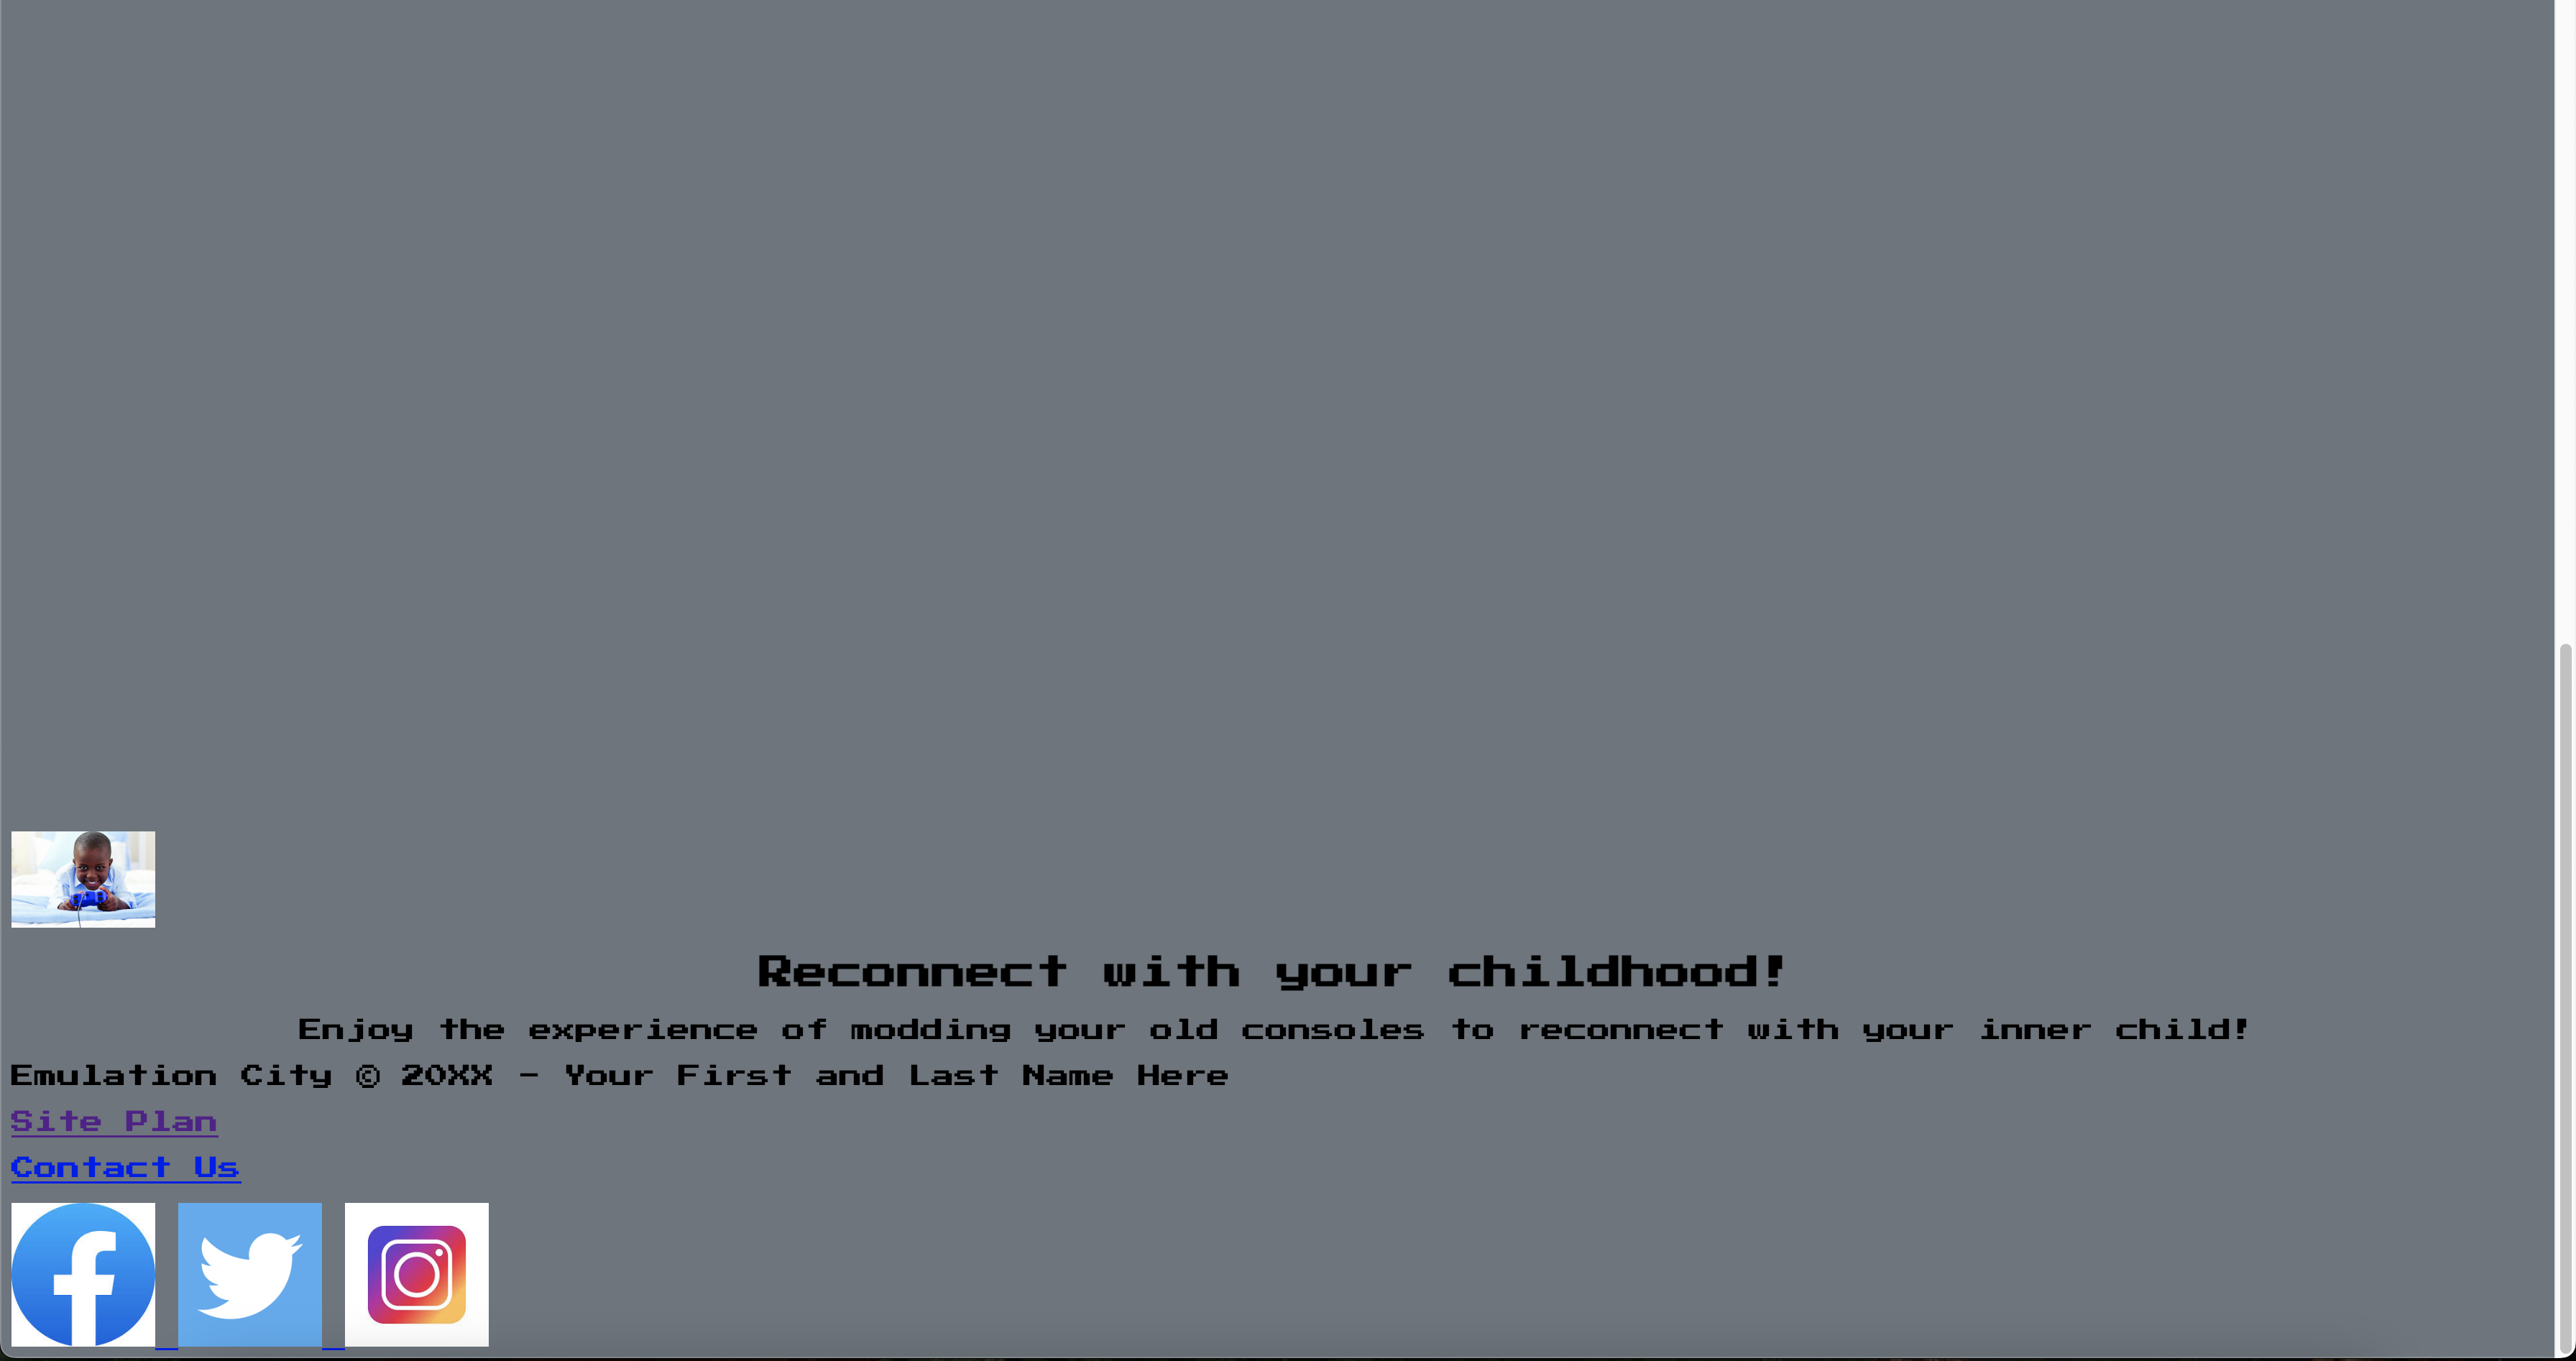 Reconnect with your childhood!
Enjoy the experience of modding your old consoles to reconnect with your inner child!
Emulation City © 20XX - Your First and Last Name Here
Site Plan
Contact Us